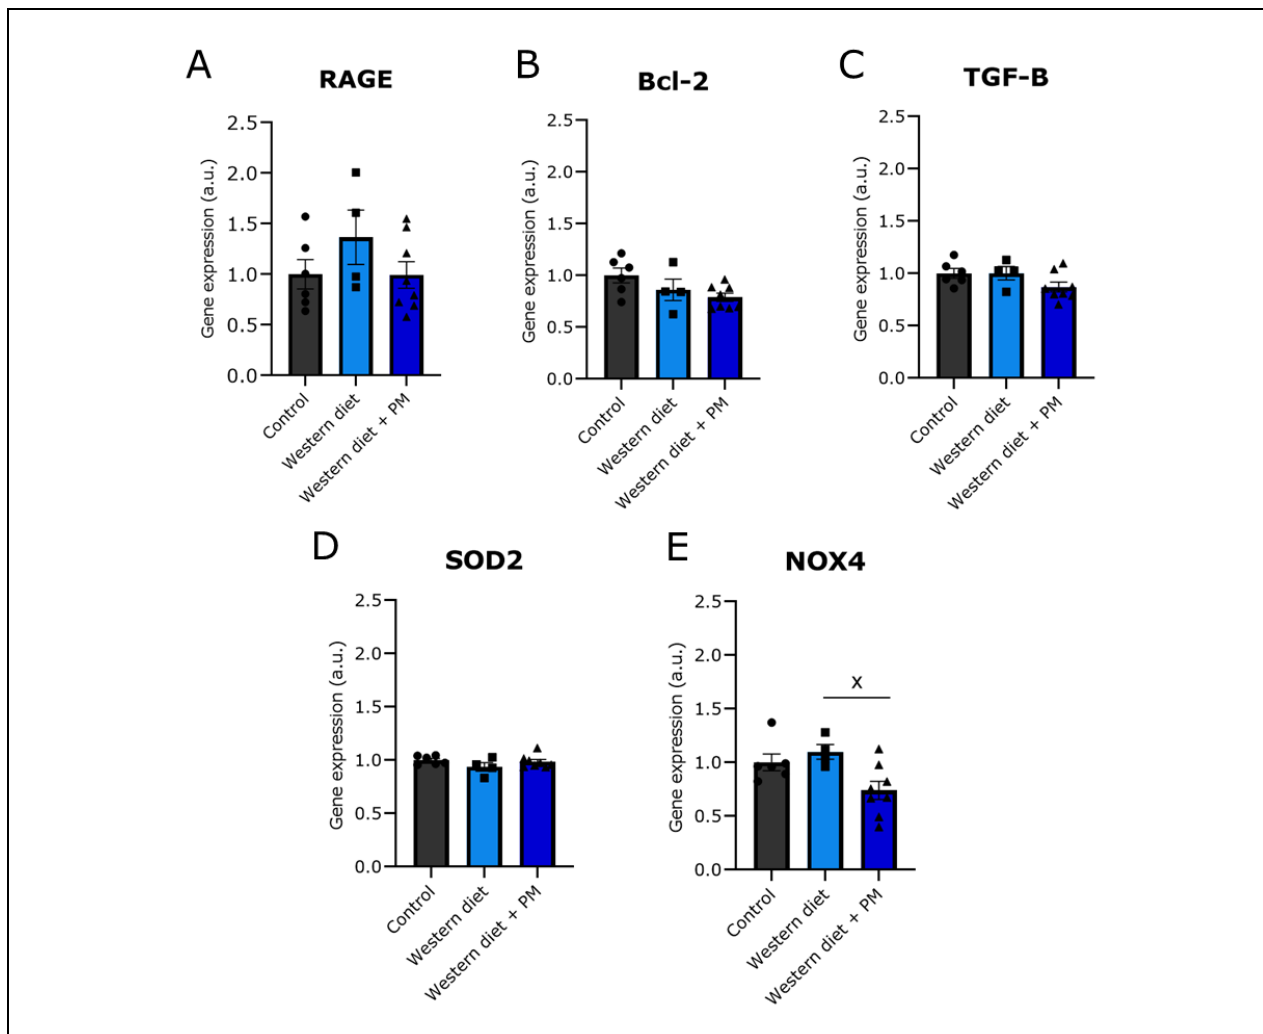 A
RAGE
Gene expression (a.u.)
2.5
2.0
1.5
1.0
0.5
0.0
Control
Western diet
Western diet + PM
B
Bcl-2
Gene expression (a.u.)
2.5
2.0
1.5
1.0
0.5
0.0
Control
Western diet
Western diet + PM
C
TGF-B
Gene expression (a.u.)
2.5
2.0
1.5
1.0
0.5
0.0
Control
Western diet
Western diet + PM
D
SOD2
Gene expression (a.u.)
2.5
2.0
1.5
1.0
0.5
0.0
Control
Western diet
Western diet + PM
E
NOX4
Gene expression (a.u.)
2.5
2.0
1.5
1.0
0.5
0.0
X
Control
Western diet
Western diet + PM